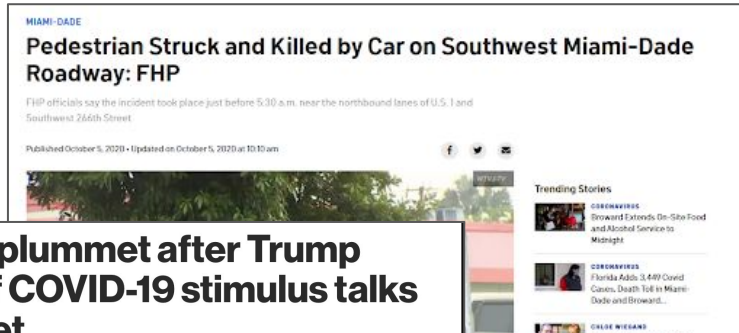 MIAMI-DADE
Pedestrian Struck and Killed by Car on Southwest Miami-Dade
Roadway: FHP
FHP officials say the incident took place just before 5:30 a.m. near the northbound lanes of U.S. 1 and
Southwest 266th Street
Published October 5, 2020 • Updated on October 5, 2020 at 10:10 am
Trending Stories
CORONAVIRUS
Broward Extends On-Site Food
and Alcohol Service to
Midnight
CORONAVIRUS
Florida Adds 3,449 Covid
Cases, Death Toll in Miami-
Dade and Broward...
CHLOE WIEGAND
plummet after Trump
COVID-19 stimulus talks